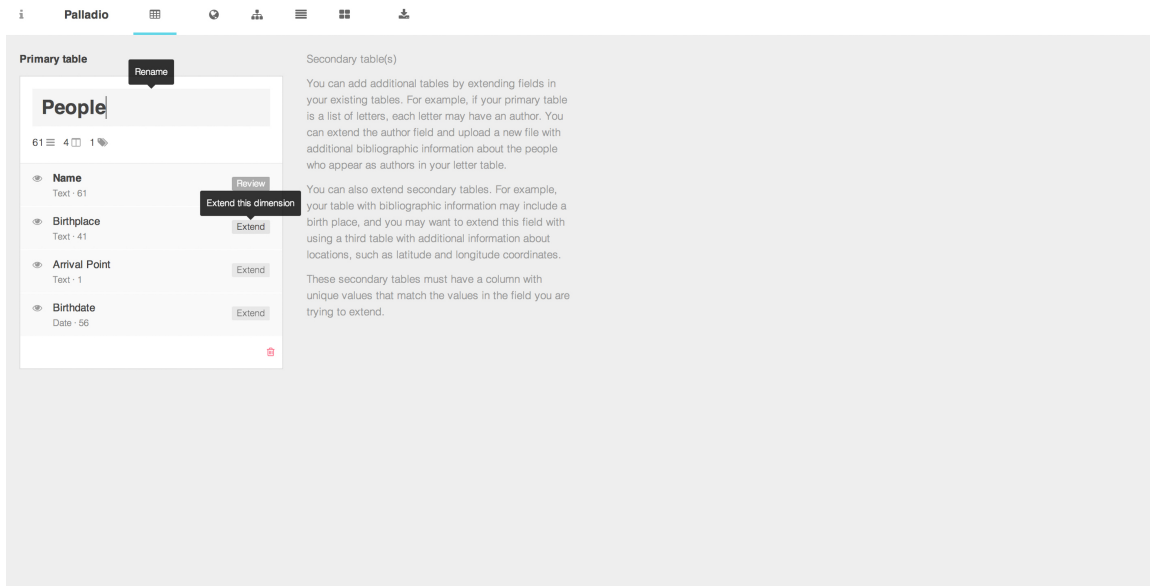 i Palladio
Primary table
Rename
People
61 4 1
Name
Text · 61
Review
Extend this dimension
Birthplace
Text · 41
Extend
Arrival Point
Text · 1
Extend
Birthdate
Date · 56
Extend
Secondary table(s)
You can add additional tables by extending fields in
your existing tables. For example, if your primary table
is a list of letters, each letter may have an author. You
can extend the author field and upload a new file with
additional bibliographic information about the people
who appear as authors in your letter table.
You can also extend secondary tables. For example,
your table with bibliographic information may include a
birth place, and you may want to extend this field with
using a third table with additional information about
locations, such as latitude and longitude coordinates.
These secondary tables must have a column with
unique values that match the values in the field you are
trying to extend.